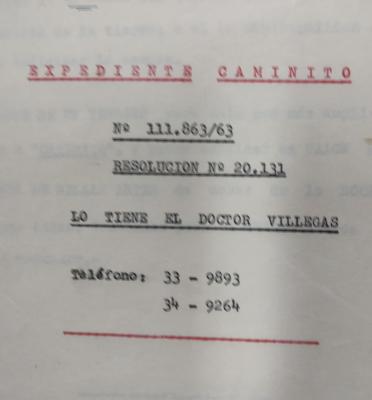 EXPEDIENTE CAMINITO
Nº 111.863/63
RESOLUCION Nº 20.131
LO TIENE EL DOCTOR VILLEGAS
Teléfono: 33 - 9893
34 - 9264